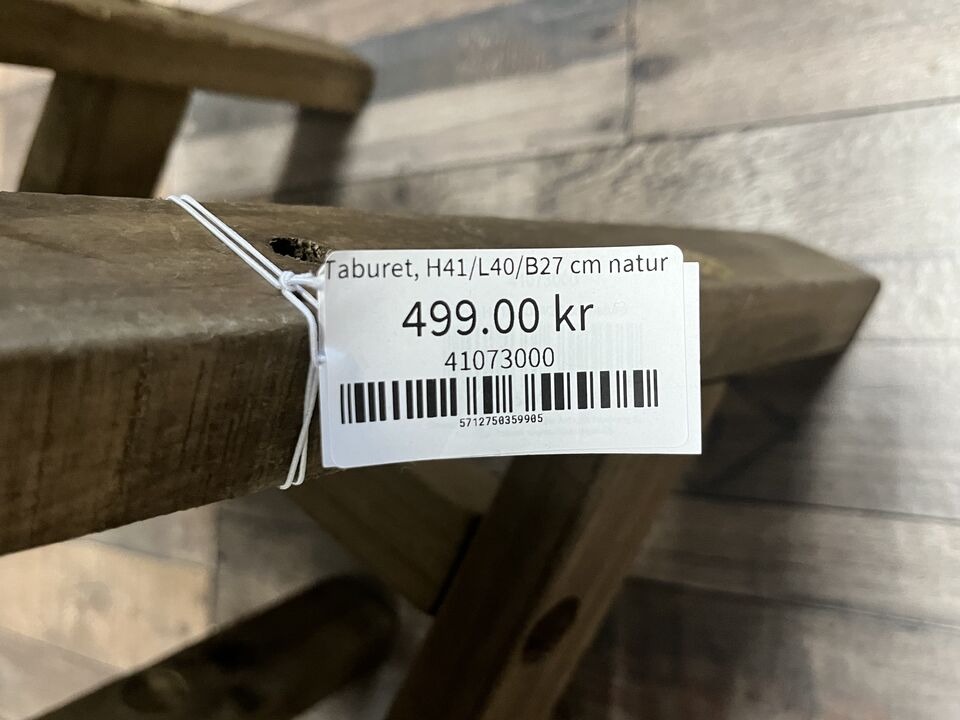 Taburet, H41/L40/B27 cm natur
499.00 kr
41073000
5712750359905